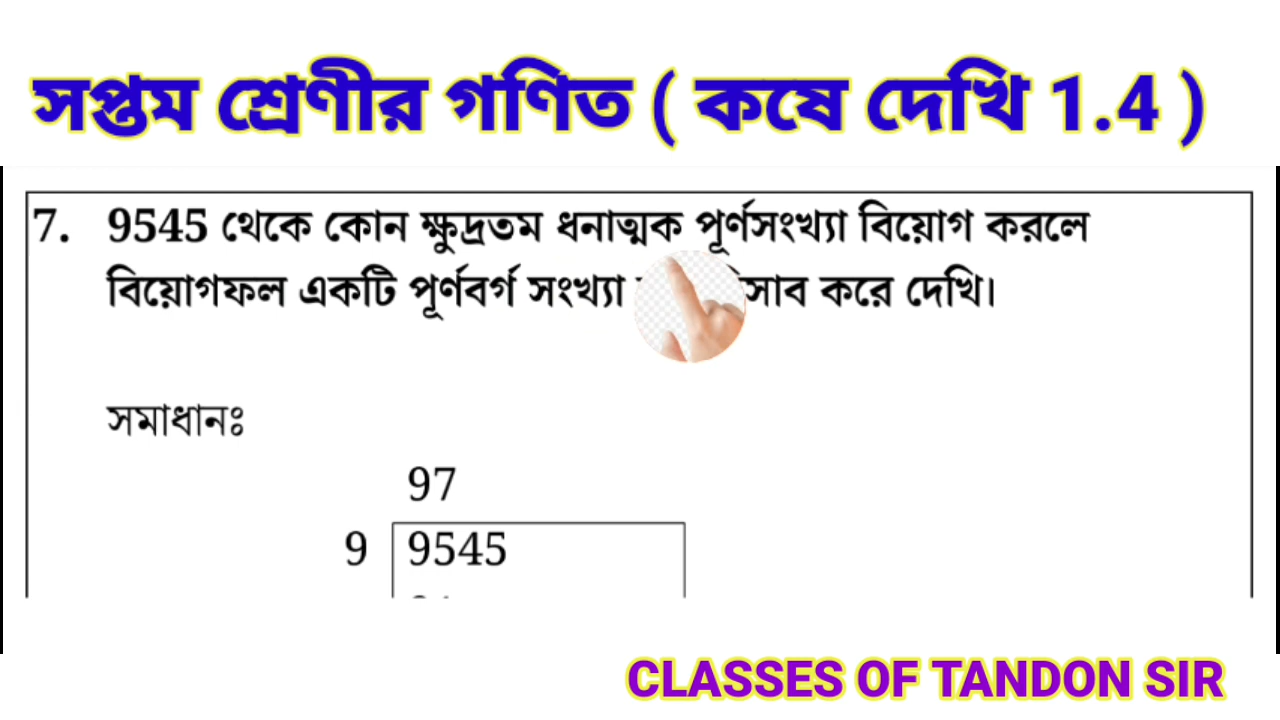 সপ্তম শ্রেণীর গণিত ( কষে দেখি 1.4 )
7. 9545 থেকে কোন ক্ষুদ্রতম ধনাত্মক পূর্ণসংখ্যা বিয়োগ করলে
বিয়োগফল একটি পূর্ণবর্গ সংখ্যা করে দেখি।
সমাধানঃ
97
9 9545
CLASSES OF TANDON SIR